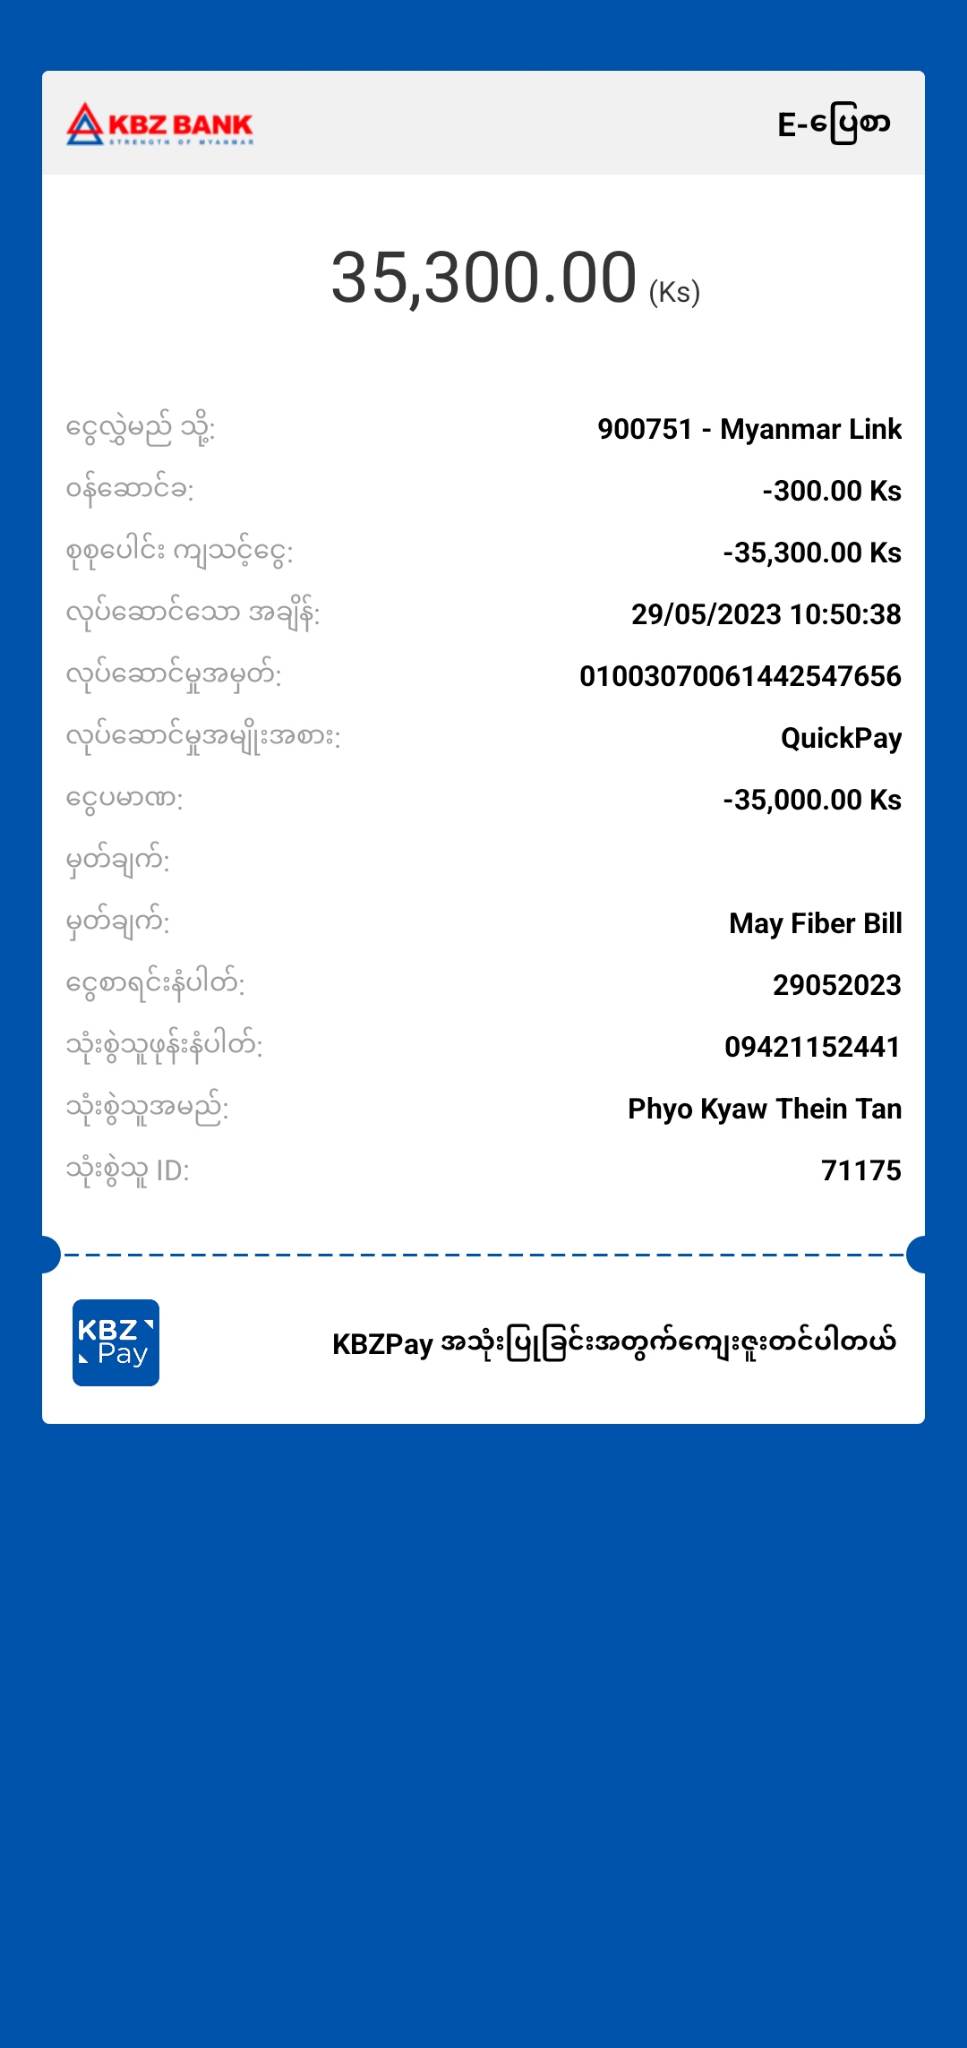 KBZ BANK
STRENGTH OF MYANMAR
E-ပြေစာ
35,300.00 (Ks)
ငွေလွှဲမည် သို့: 900751 - Myanmar Link
ဝန်ဆောင်ခ: -300.00 Ks
စုစုပေါင်း ကျသင့်ငွေ: -35,300.00 Ks
လုပ်ဆောင်သော အချိန်: 29/05/2023 10:50:38
လုပ်ဆောင်မှုအမှတ်: 01003070061442547656
လုပ်ဆောင်မှုအမျိုးအစား: QuickPay
ငွေပမာဏ: -35,000.00 Ks
မှတ်ချက်:
မှတ်ချက်: May Fiber Bill
ငွေစာရင်းနံပါတ်: 29052023
သုံးစွဲသူဖုန်းနံပါတ်: 09421152441
သုံးစွဲသူအမည်: Phyo Kyaw Thein Tan
သုံးစွဲသူ ID: 71175
KBZ
Pay
KBZPay အသုံးပြုခြင်းအတွက်ကျေးဇူးတင်ပါတယ်